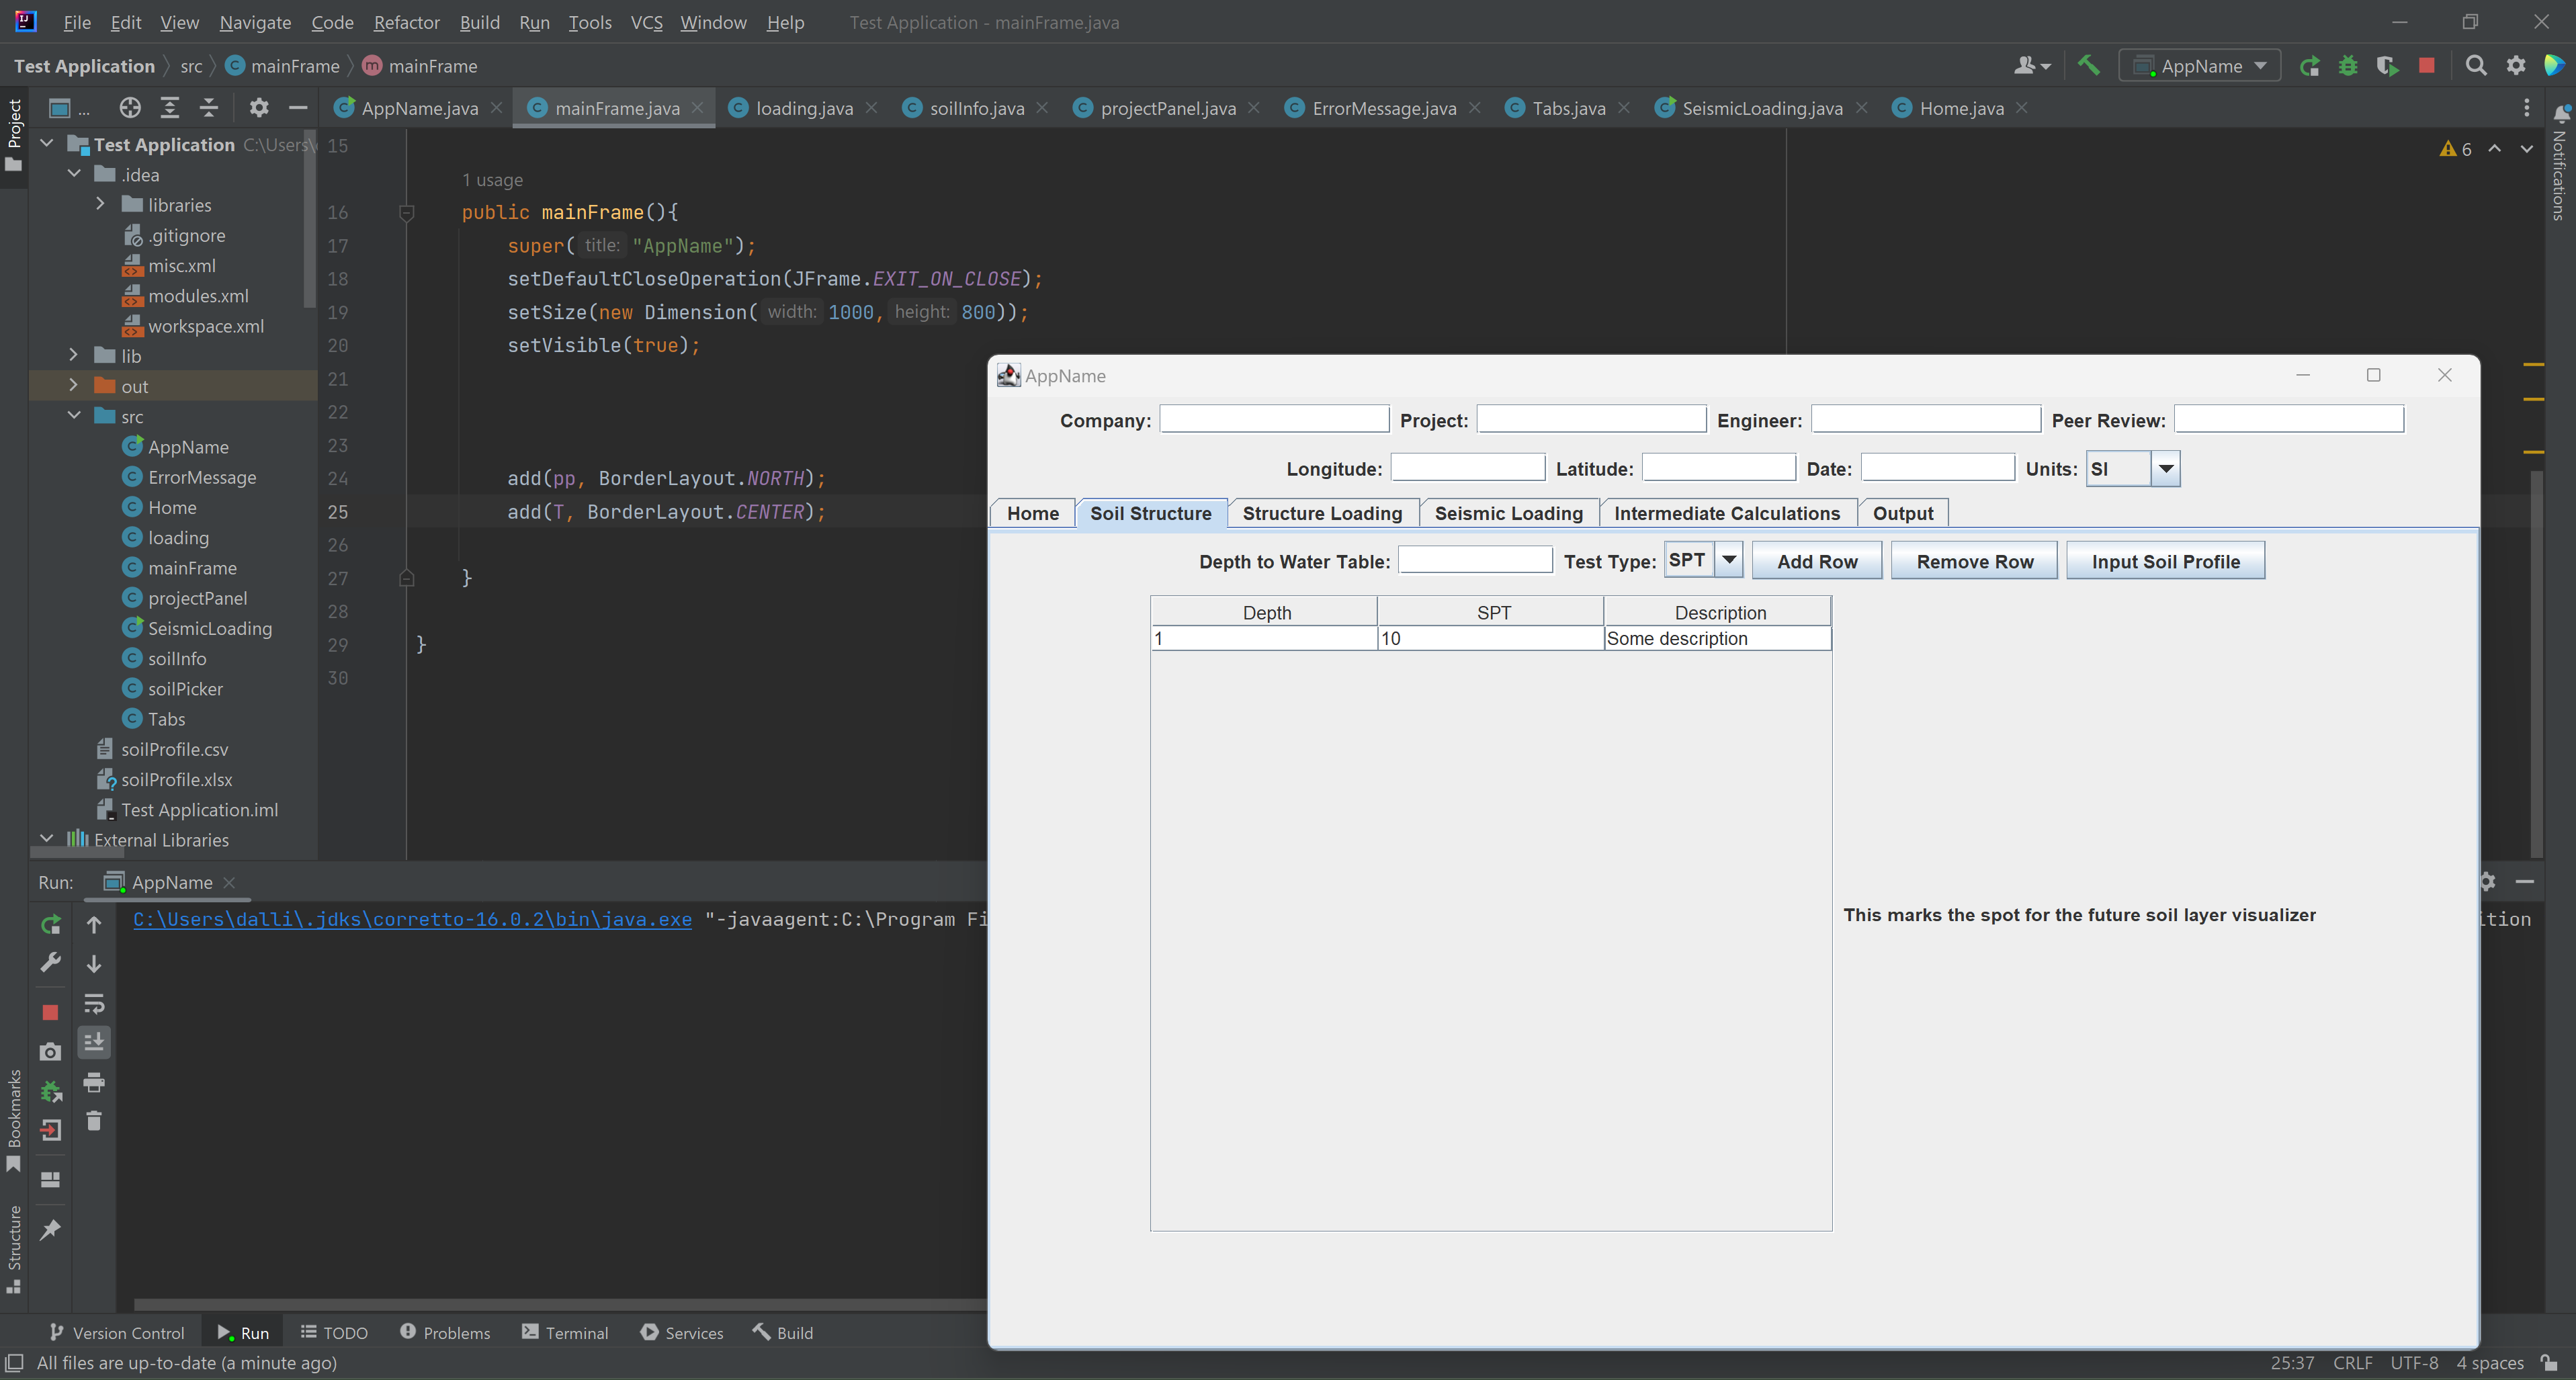 File Edit View Navigate Code Refactor Build Run Tools VCS Window Help Test Application - mainFrame.java
Test Application src mainFrame mainFrame AppName
... AppName.java mainFrame.java loading.java soilInfo.java projectPanel.java ErrorMessage.java Tabs.java SeismicLoading.java Home.java
Project
Notifications
Bookmarks
Structure
Test Application C:\Users\
.idea
libraries
.gitignore
misc.xml
modules.xml
workspace.xml
lib
out
src
AppName
ErrorMessage
Home
loading
mainFrame
projectPanel
SeismicLoading
soilInfo
soilPicker
Tabs
soilProfile.csv
soilProfile.xlsx
Test Application.iml
External Libraries
6
15
1 usage
16 public mainFrame(){
17 super( title: "AppName");
18 setDefaultCloseOperation(JFrame.EXIT_ON_CLOSE);
19 setSize(new Dimension( width: 1000, height: 800));
20 setVisible(true);
21
22
23
24 add(pp, BorderLayout.NORTH);
25 add(T, BorderLayout.CENTER);
26
27 }
28
29 }
30
AppName
Company: Project: Engineer: Peer Review:
Longitude: Latitude: Date: Units: SI
Home Soil Structure Structure Loading Seismic Loading Intermediate Calculations Output
Depth to Water Table: Test Type: SPT Add Row Remove Row Input Soil Profile
Depth SPT Description
1 10 Some description
This marks the spot for the future soil layer visualizer
Run: AppName
C:\Users\dalli\.jdks\corretto-16.0.2\bin\java.exe "-javaagent:C:\Program Fi
ition
Version Control Run TODO Problems Terminal Services Build
All files are up-to-date (a minute ago) 25:37 CRLF UTF-8 4 spaces